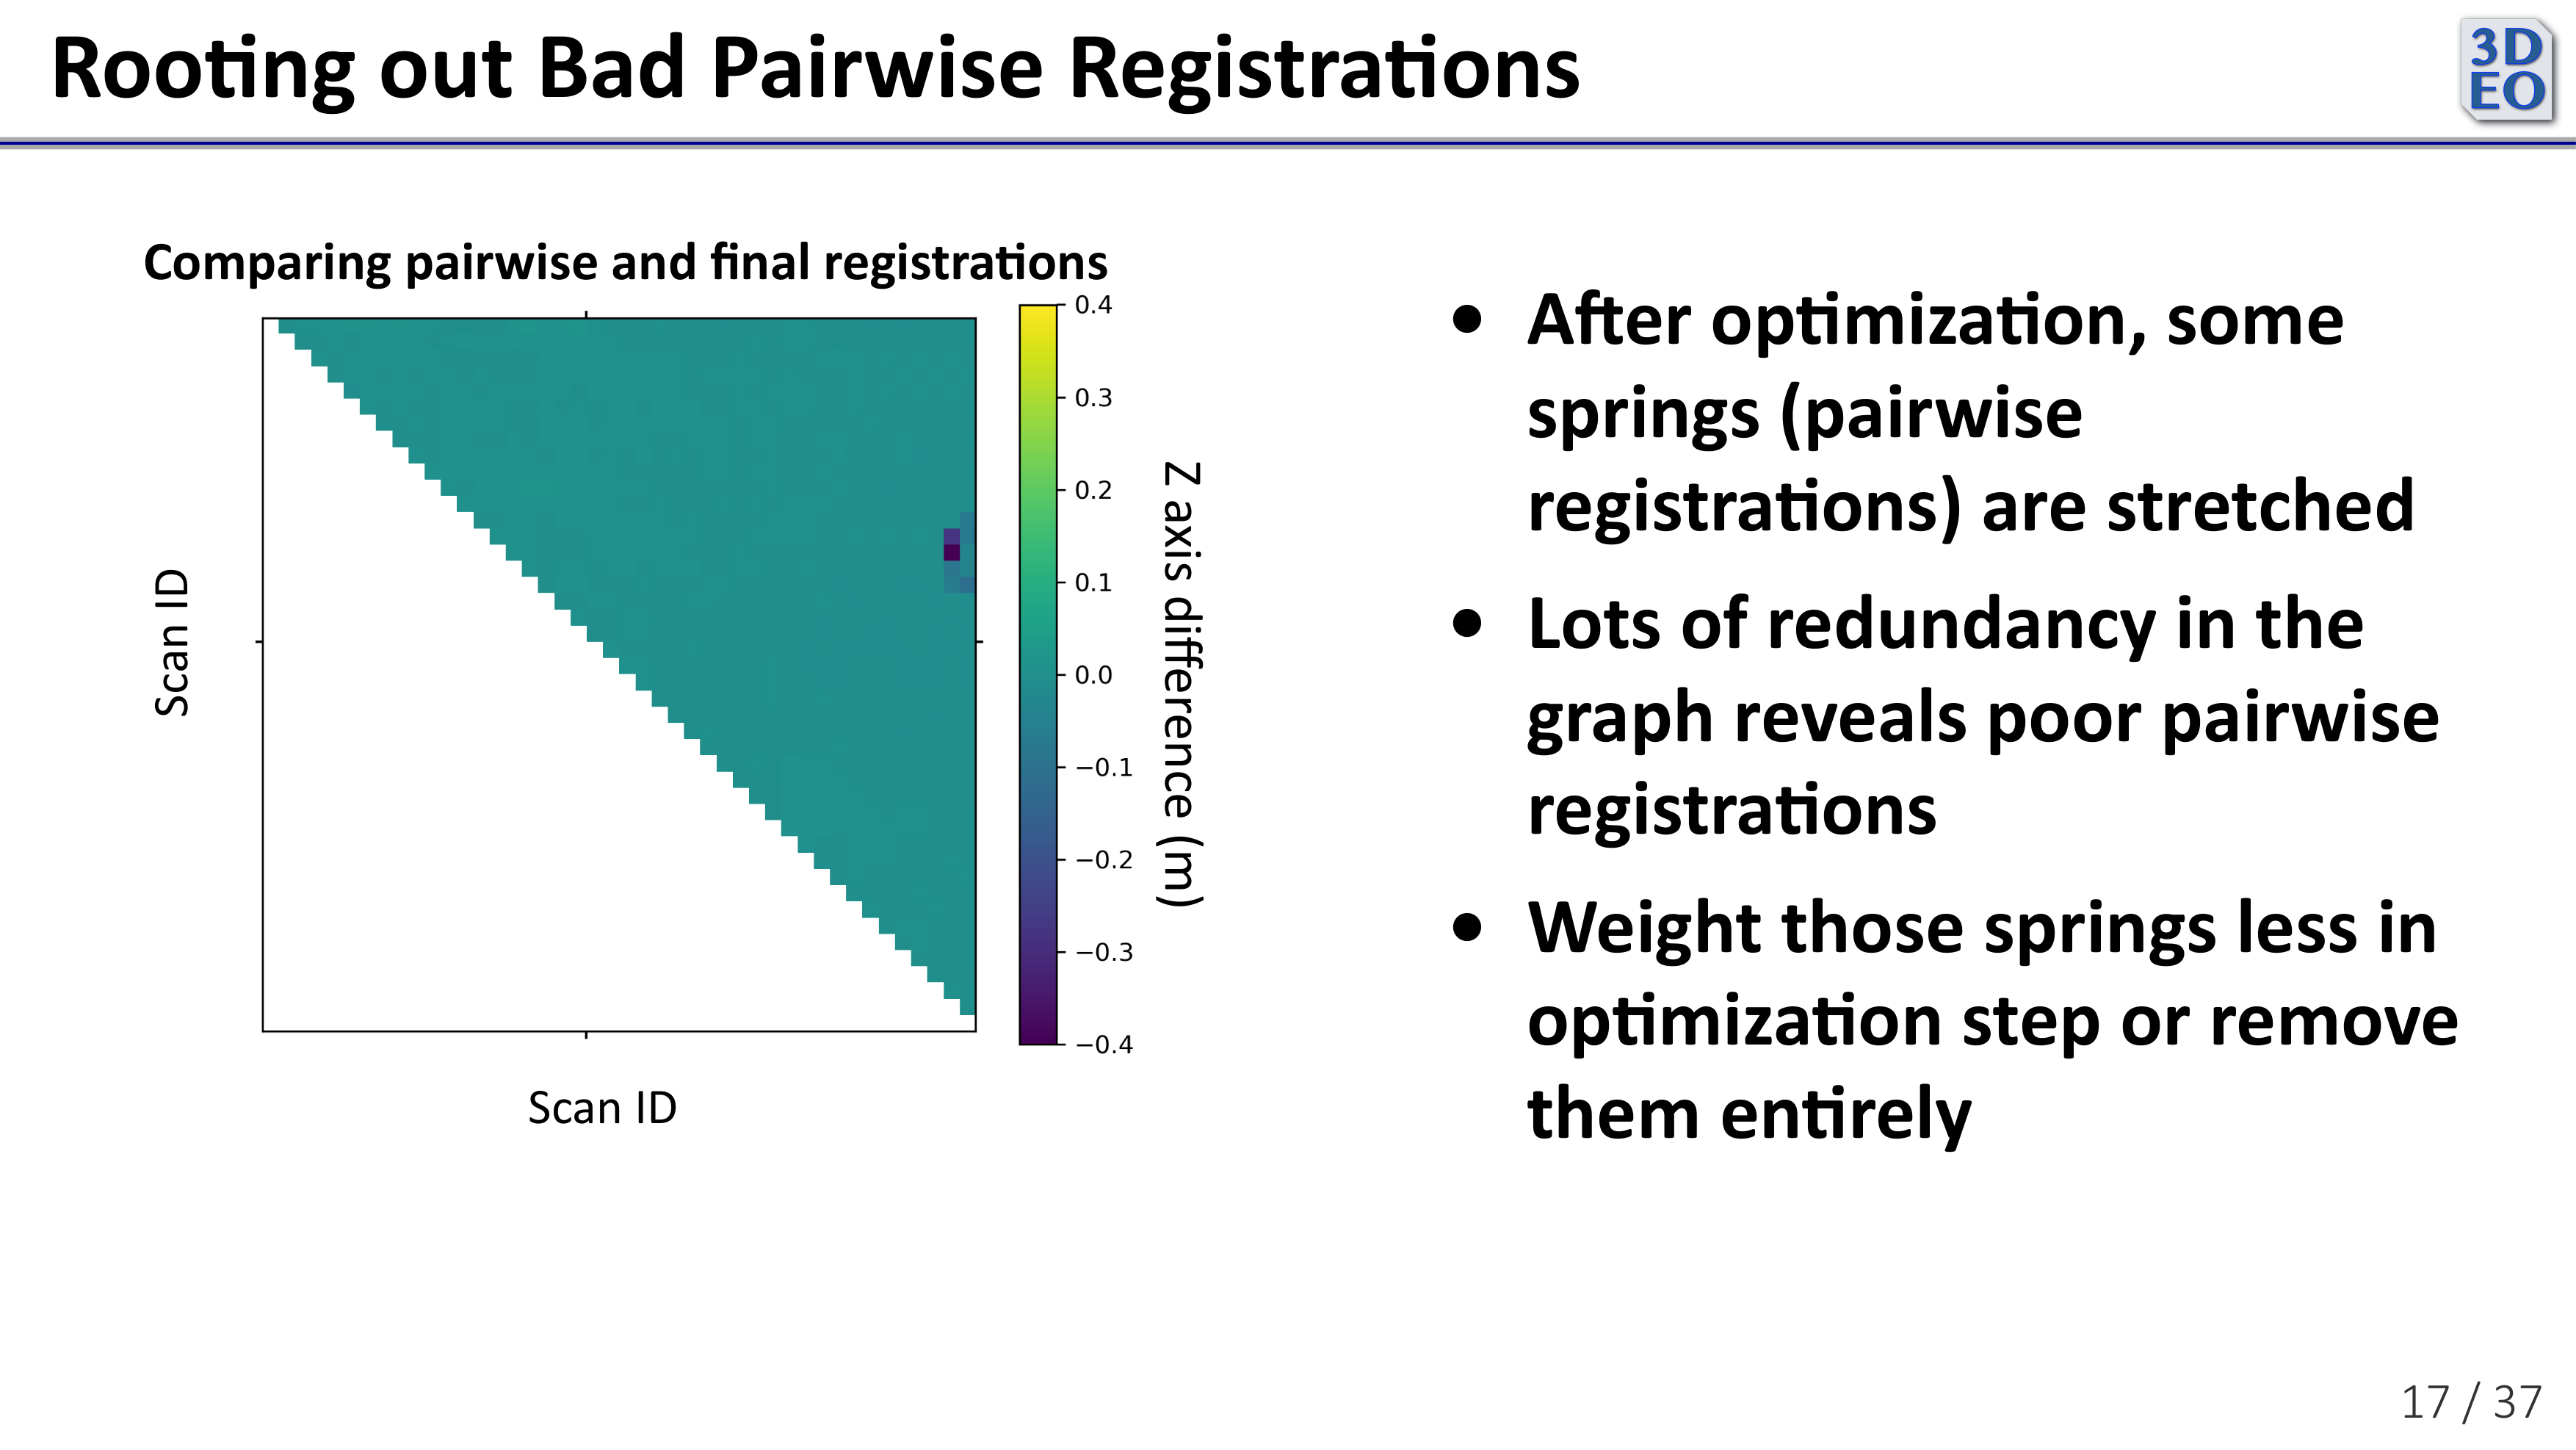 Rooting out Bad Pairwise Registrations
3D
EO
Comparing pairwise and final registrations
0.4
0.3
0.2
0.1
0.0
−0.1
−0.2
−0.3
−0.4
Z axis difference (m)
Scan ID
Scan ID
• After optimization, some
springs (pairwise
registrations) are stretched
• Lots of redundancy in the
graph reveals poor pairwise
registrations
• Weight those springs less in
optimization step or remove
them entirely
17 / 37